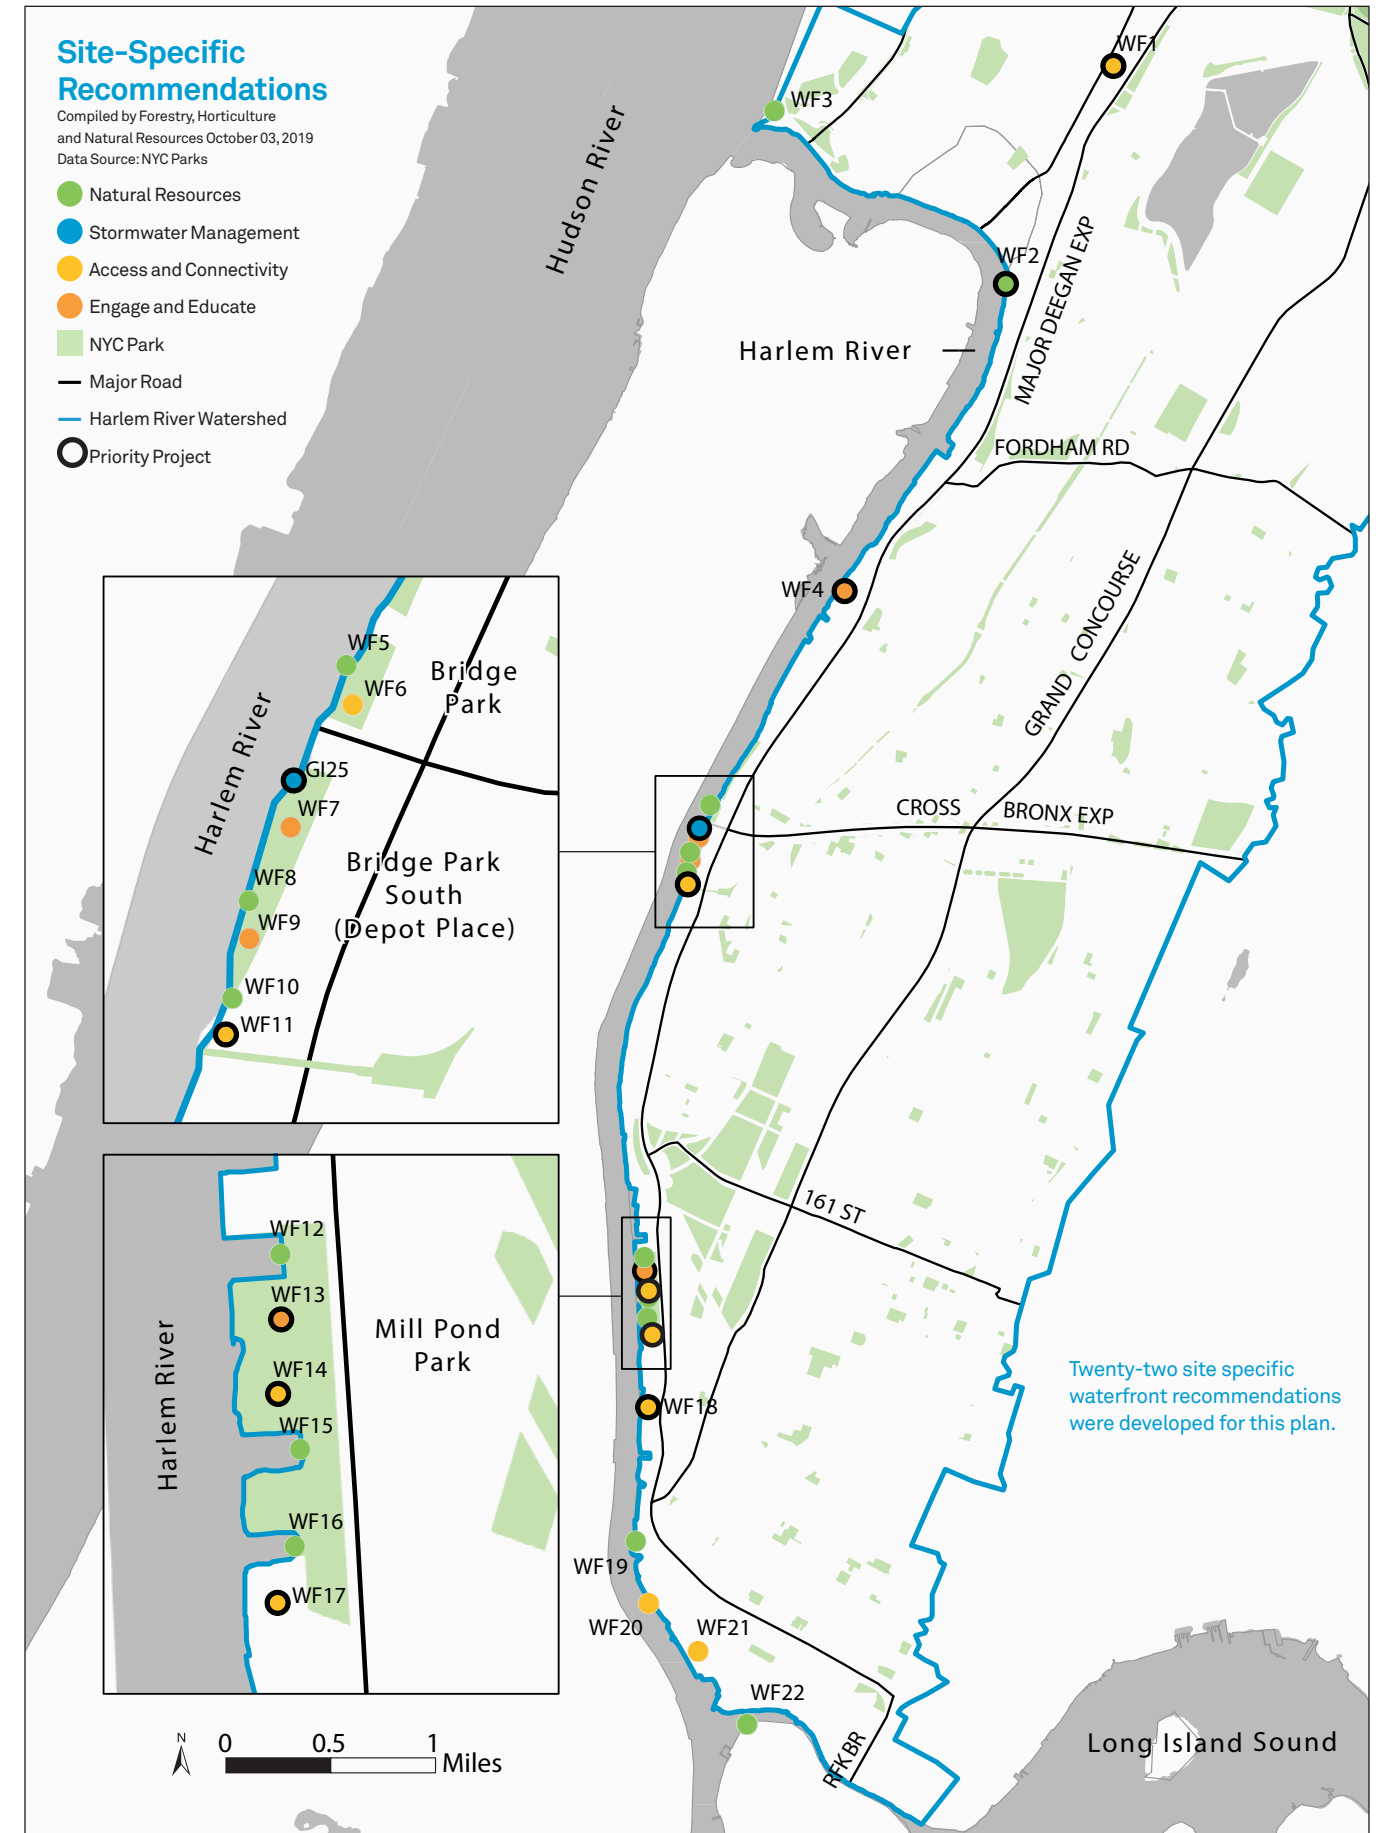 Site-Specific
Recommendations
Compiled by Forestry, Horticulture
and Natural Resources October 03, 2019
Data Source: NYC Parks
Natural Resources
Stormwater Management
Access and Connectivity
Engage and Educate
NYC Park
Major Road
Harlem River Watershed
Priority Project
Hudson River
WF1
WF3
WF2
MAJOR DEEGAN EXP
Harlem River
FORDHAM RD
WF4
GRAND CONCOURSE
CROSS BRONX EXP
WF5
WF6
Bridge
Park
Harlem River
GI25
WF7
Bridge Park
South
(Depot Place)
WF8
WF9
WF10
WF11
161 ST
WF12
WF13
Harlem River
Mill Pond
Park
WF14
WF15
WF16
WF17
Twenty-two site specific
waterfront recommendations
were developed for this plan.
WF18
WF19
WF20
WF21
WF22
RFK BR
Long Island Sound
N
0 0.5 1
Miles